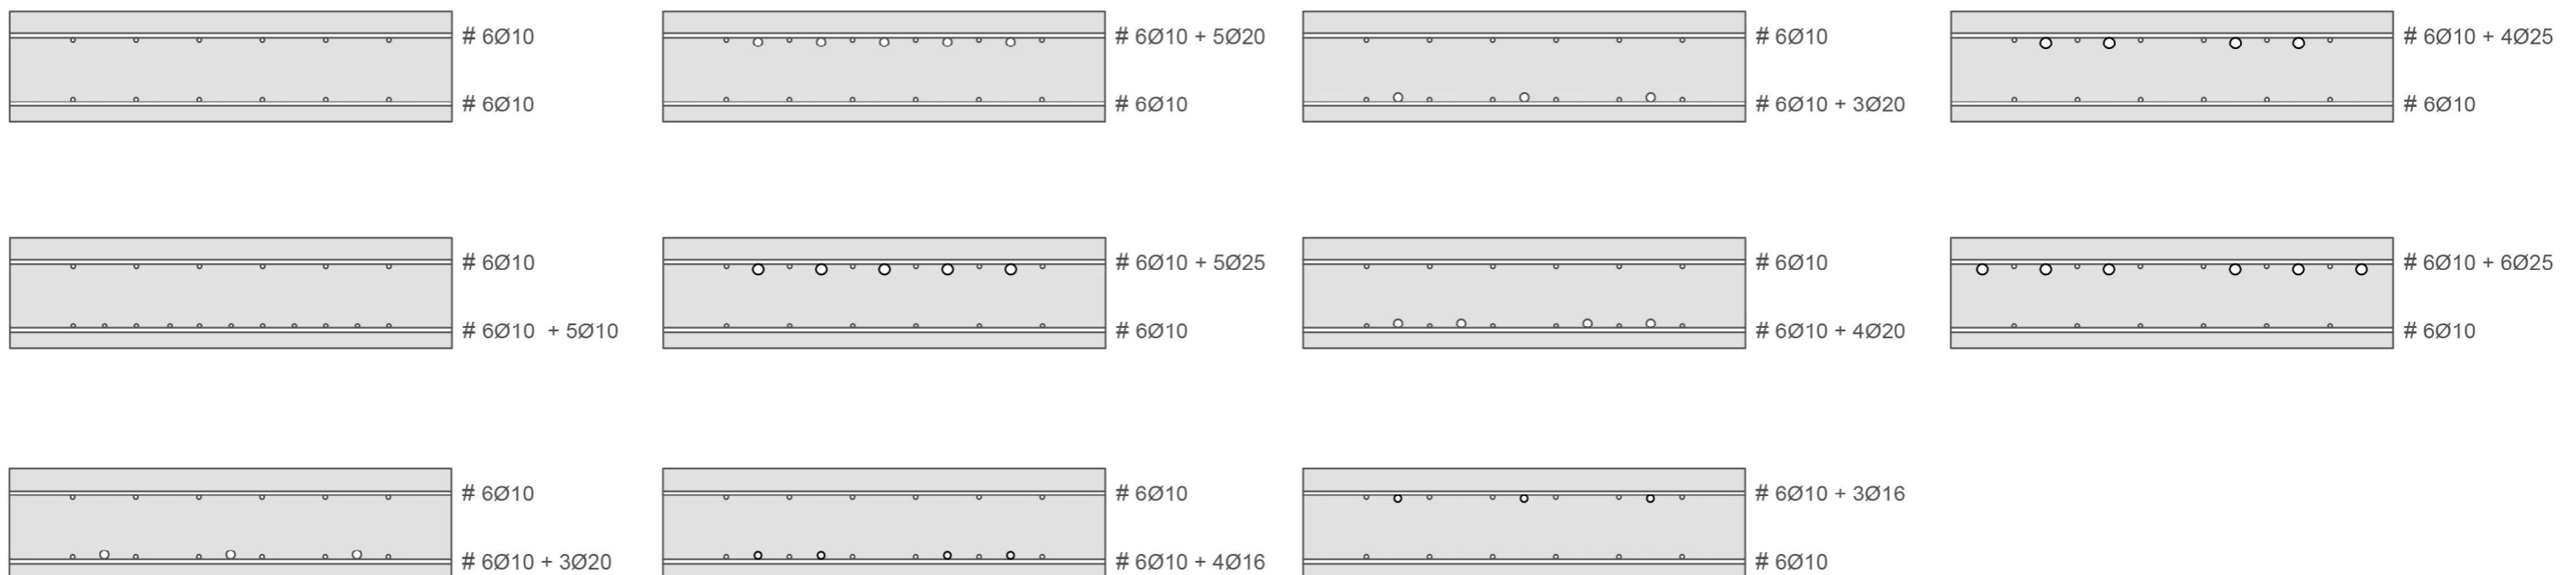 # 6Ø10
# 6Ø10
# 6Ø10 + 5Ø20
# 6Ø10
# 6Ø10
# 6Ø10 + 3Ø20
# 6Ø10 + 4Ø25
# 6Ø10
# 6Ø10
# 6Ø10 + 5Ø10
# 6Ø10 + 5Ø25
# 6Ø10
# 6Ø10
# 6Ø10 + 4Ø20
# 6Ø10 + 6Ø25
# 6Ø10
# 6Ø10
# 6Ø10 + 3Ø20
# 6Ø10
# 6Ø10 + 4Ø16
# 6Ø10 + 3Ø16
# 6Ø10